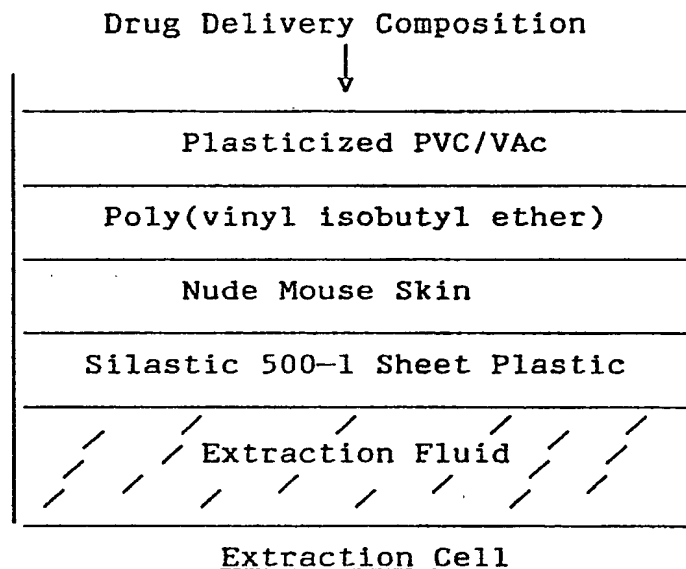 Drug Delivery Composition
Plasticized PVC/VAc
Poly(vinyl isobutyl ether)
Nude Mouse Skin
Silastic 500-1 Sheet Plastic
Extraction Fluid
Extraction Cell